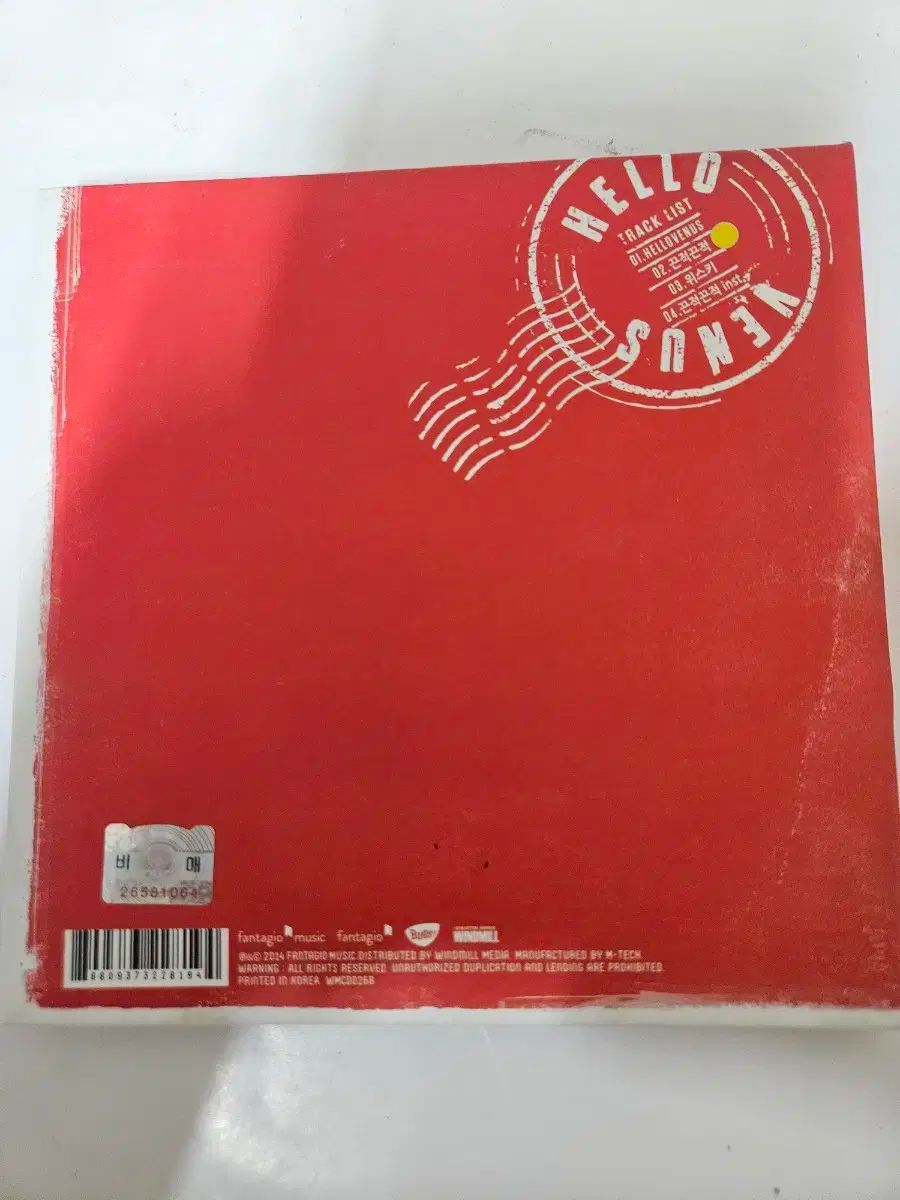 HELLO
TRACK LIST
01.HELLOVENUS
02.끈적끈적
03.위스키
04.끈적끈적 inst.
VENUS
비 매
26581064
8809373228194
fantagio music fantagio Buddy! WINDMILL
℗&© 2014 FANTAGIO MUSIC.DISTRIBUTED BY WINDMILL MEDIA. MANUFACTURED BY M-TECH.
WARNING : ALL RIGHTS RESERVED. UNAUTHORIZED DUPLICATION AND LENDING ARE PROHIBITED.
PRINTED IN KOREA. WMCD0268